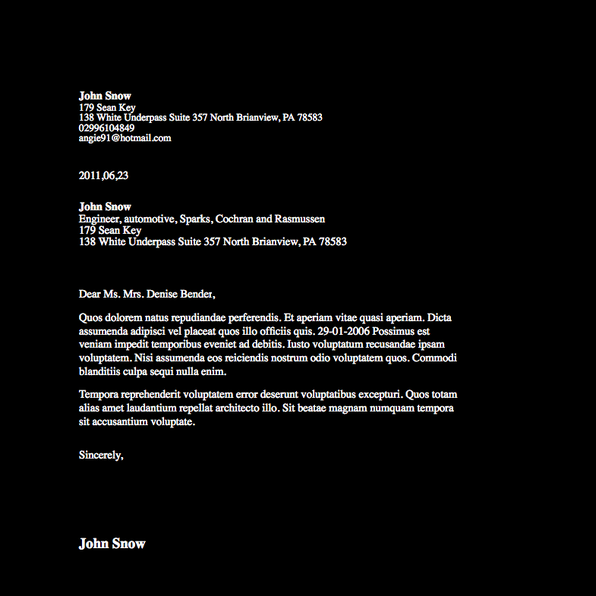 John Snow
179 Sean Key
138 White Underpass Suite 357 North Brianview, PA 78583
02996104849
angie91@hotmail.com
2011,06,23
John Snow
Engineer, automotive, Sparks, Cochran and Rasmussen
179 Sean Key
138 White Underpass Suite 357 North Brianview, PA 78583
Dear Ms. Mrs. Denise Bender,
Quos dolorem natus repudiandae perferendis. Et aperiam vitae quasi aperiam. Dicta
assumenda adipisci vel placeat quos illo officiis quis. 29-01-2006 Possimus est
veniam impedit temporibus eveniet ad debitis. Iusto voluptatum recusandae ipsam
voluptatem. Nisi assumenda eos reiciendis nostrum odio voluptatem quos. Commodi
blanditiis culpa sequi nulla enim.
Tempora reprehenderit voluptatem error deserunt voluptatibus excepturi. Quos totam
alias amet laudantium repellat architecto illo. Sit beatae magnam numquam tempora
sit accusantium voluptate.
Sincerely,
John Snow